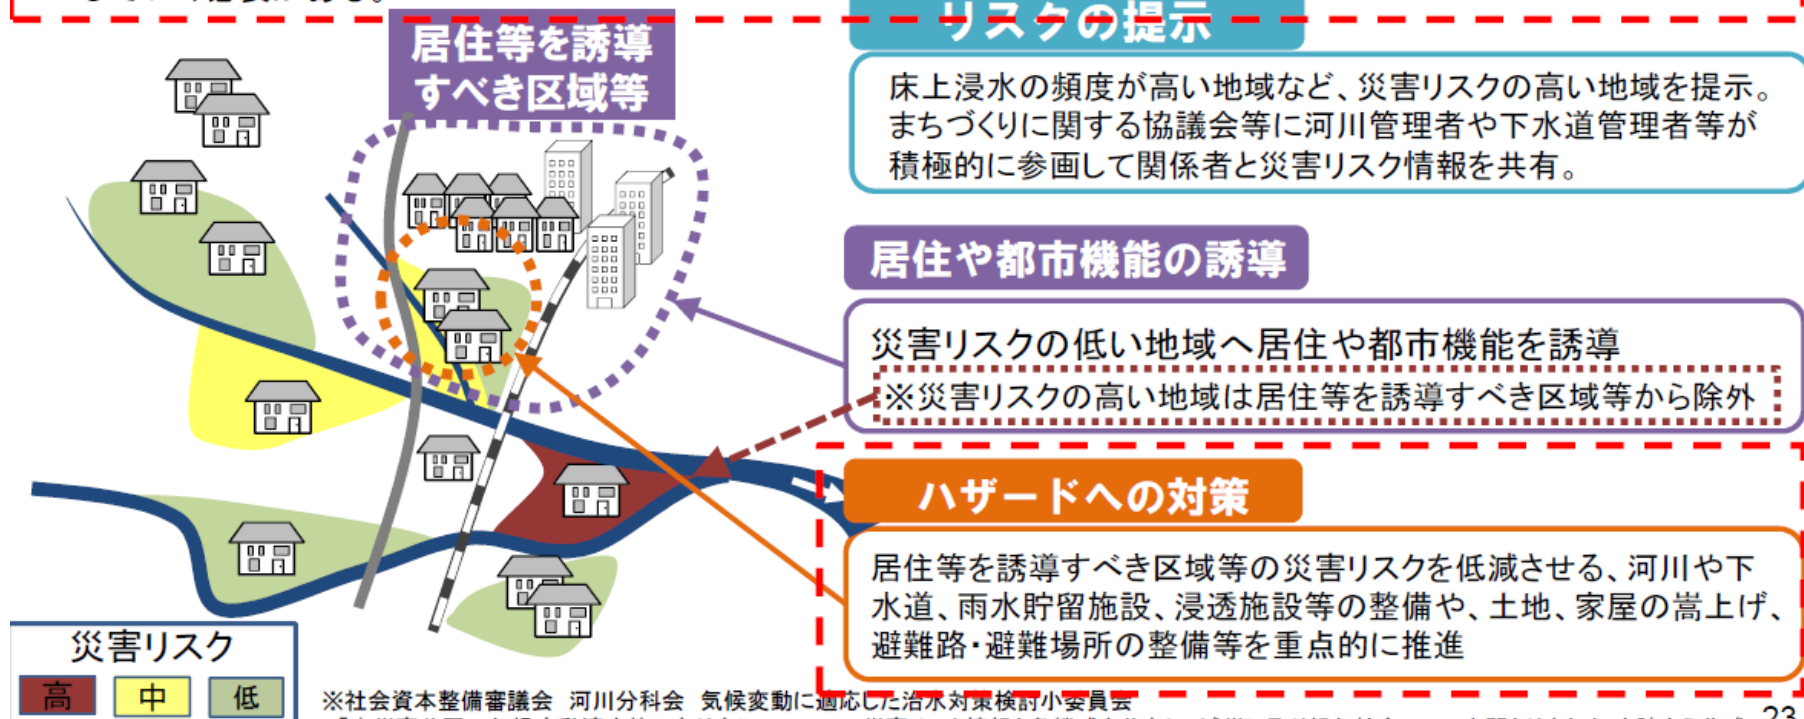 居住等を誘導
すべき区域等
リスクの提示
床上浸水の頻度が高い地域など、災害リスクの高い地域を提示。
まちづくりに関する協議会等に河川管理者や下水道管理者等が
積極的に参画して関係者と災害リスク情報を共有。
居住や都市機能の誘導
災害リスクの低い地域へ居住や都市機能を誘導
※災害リスクの高い地域は居住等を誘導すべき区域等から除外
ハザードへの対策
居住等を誘導すべき区域等の災害リスクを低減させる、河川や下
水道、雨水貯留施設、浸透施設等の整備や、土地、家屋の嵩上げ、
避難路・避難場所の整備等を重点的に推進
災害リスク
高 中 低
※社会資本整備審議会 河川分科会 気候変動に適応した治水対策検討小委員会
23